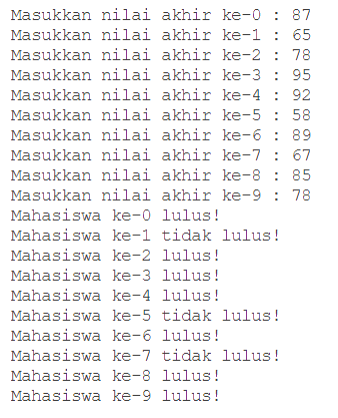 Masukkan nilai akhir ke-0 : 87
Masukkan nilai akhir ke-1 : 65
Masukkan nilai akhir ke-2 : 78
Masukkan nilai akhir ke-3 : 95
Masukkan nilai akhir ke-4 : 92
Masukkan nilai akhir ke-5 : 58
Masukkan nilai akhir ke-6 : 89
Masukkan nilai akhir ke-7 : 67
Masukkan nilai akhir ke-8 : 85
Masukkan nilai akhir ke-9 : 78
Mahasiswa ke-0 lulus!
Mahasiswa ke-1 tidak lulus!
Mahasiswa ke-2 lulus!
Mahasiswa ke-3 lulus!
Mahasiswa ke-4 lulus!
Mahasiswa ke-5 tidak lulus!
Mahasiswa ke-6 lulus!
Mahasiswa ke-7 tidak lulus!
Mahasiswa ke-8 lulus!
Mahasiswa ke-9 lulus!